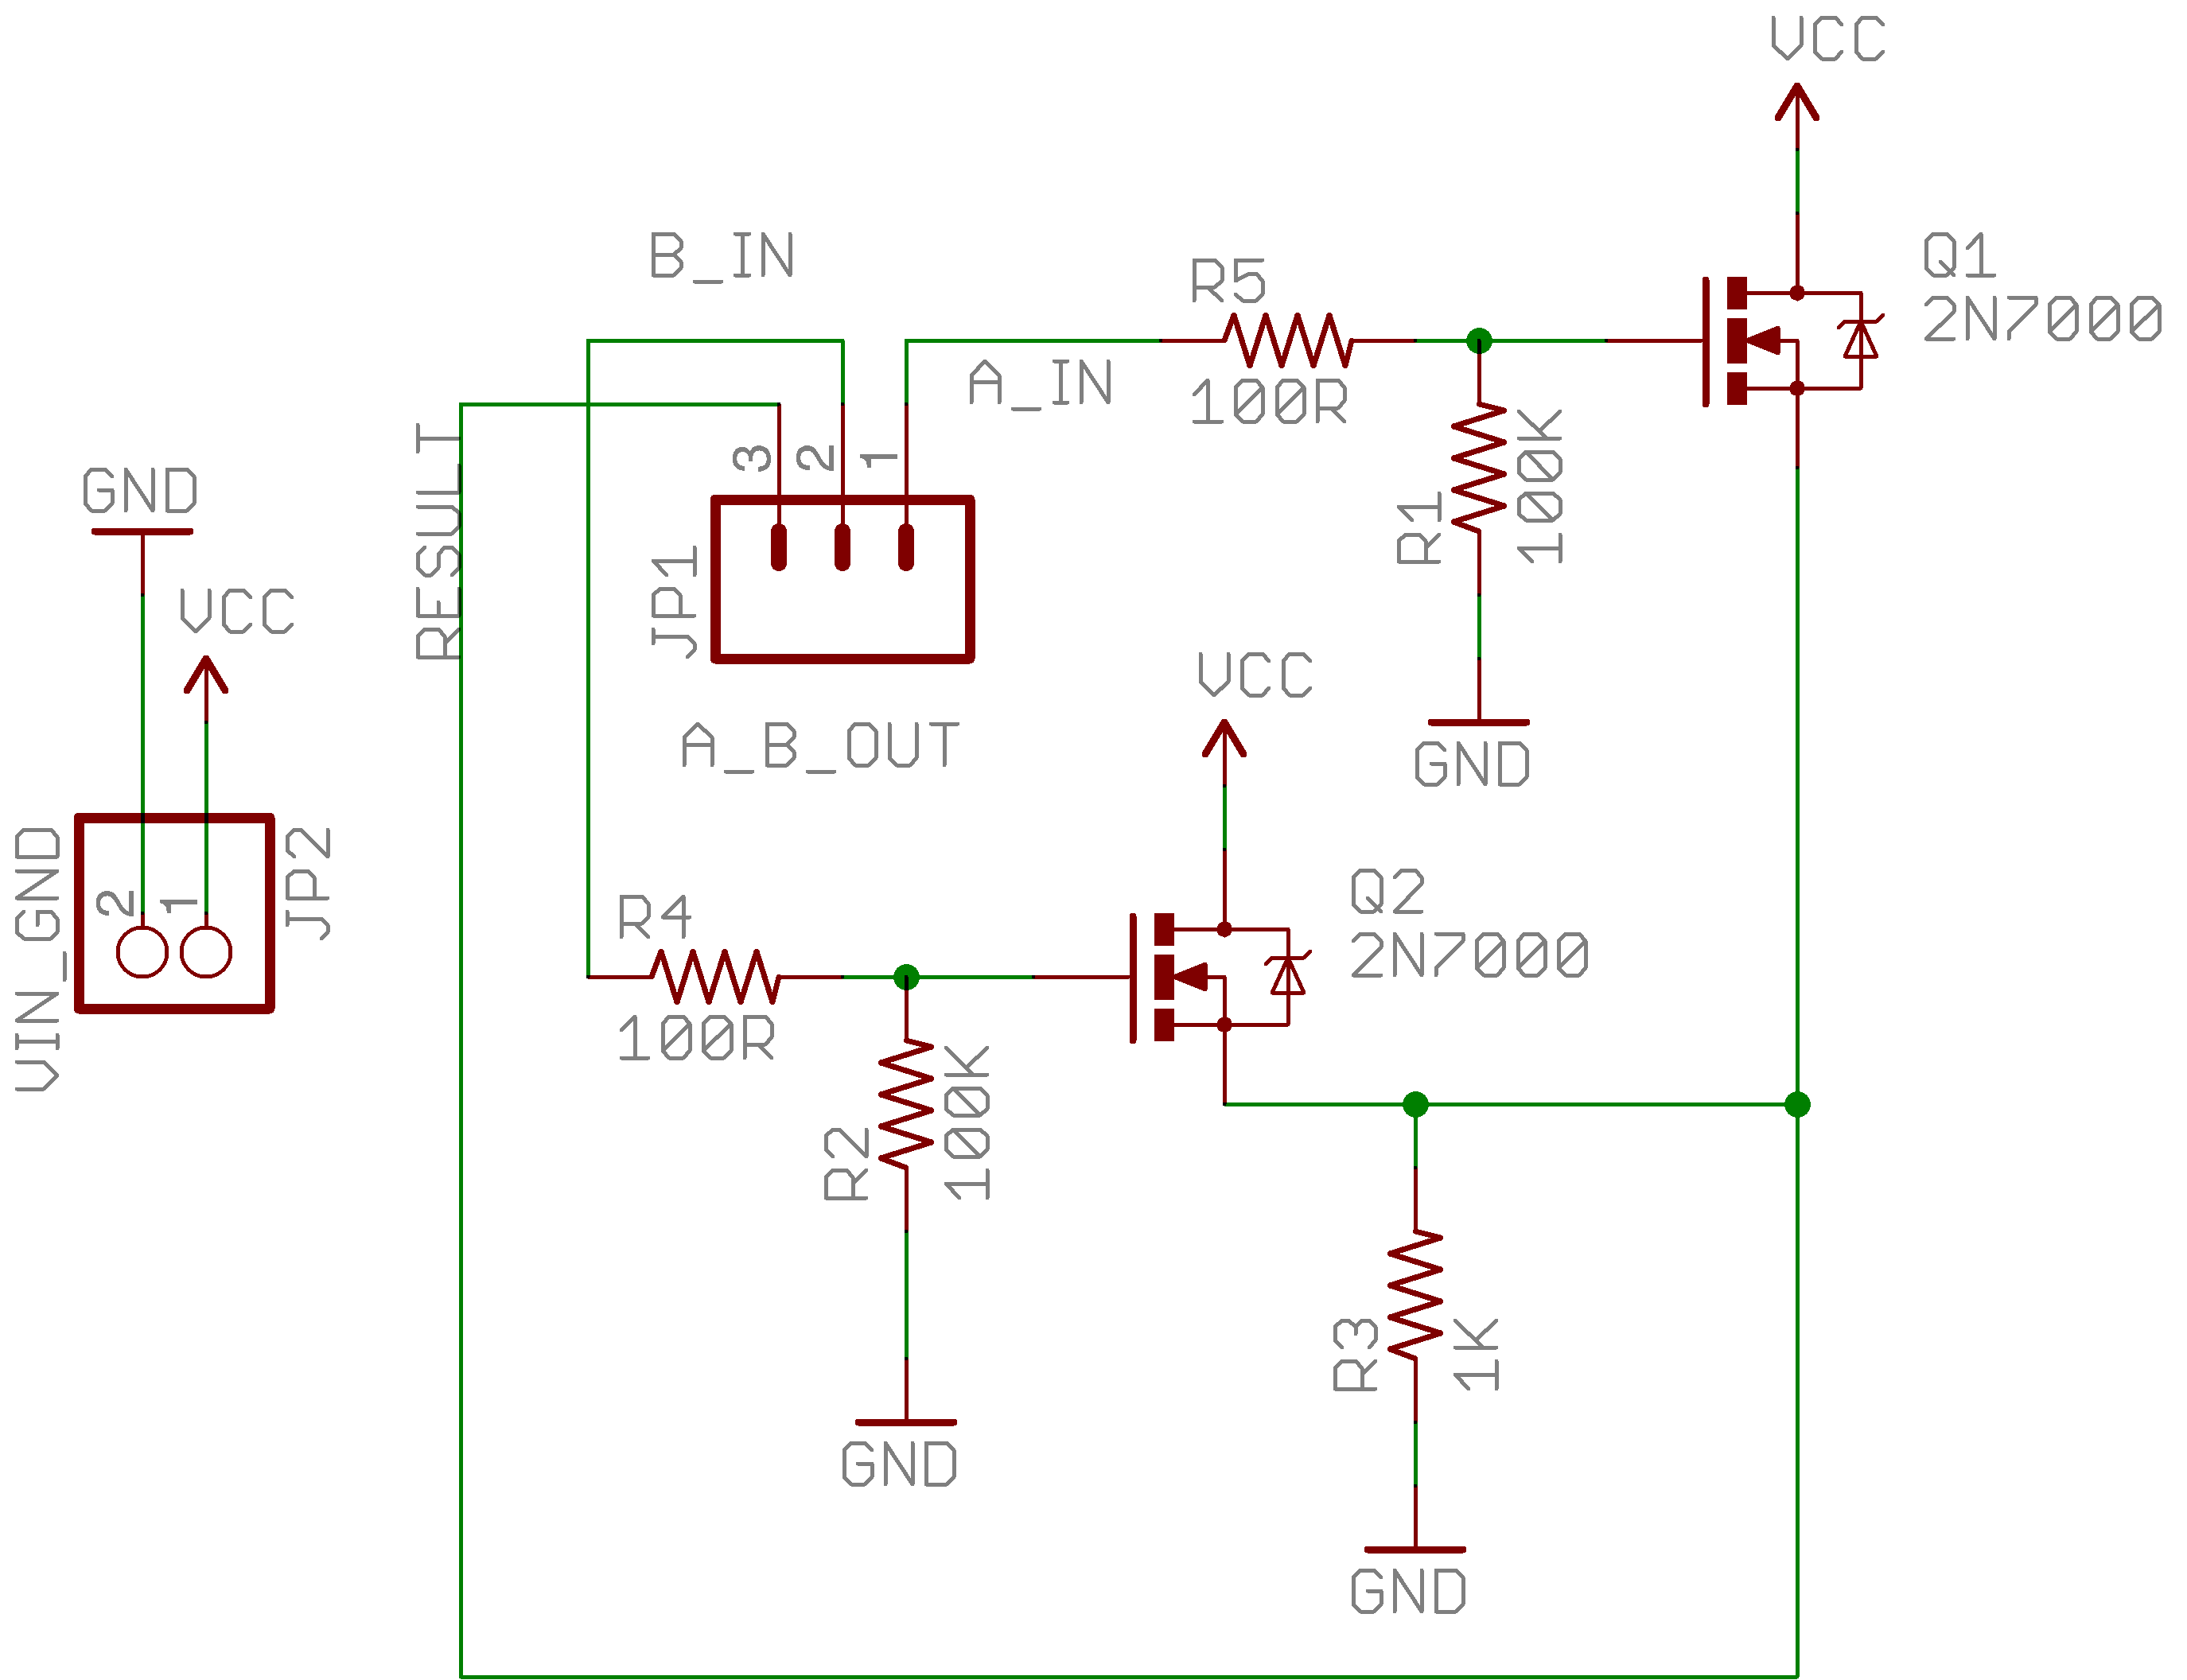 VCC
Q1
2N7000
B_IN
R5
100R
A_IN
R1
100K
GND
3
2
1
JP1
A_B_OUT
RESULT
GND
VCC
VIN_GND
2
1
JP2
VCC
GND
Q2
2N7000
R4
100R
R2
100K
GND
R3
1K
GND